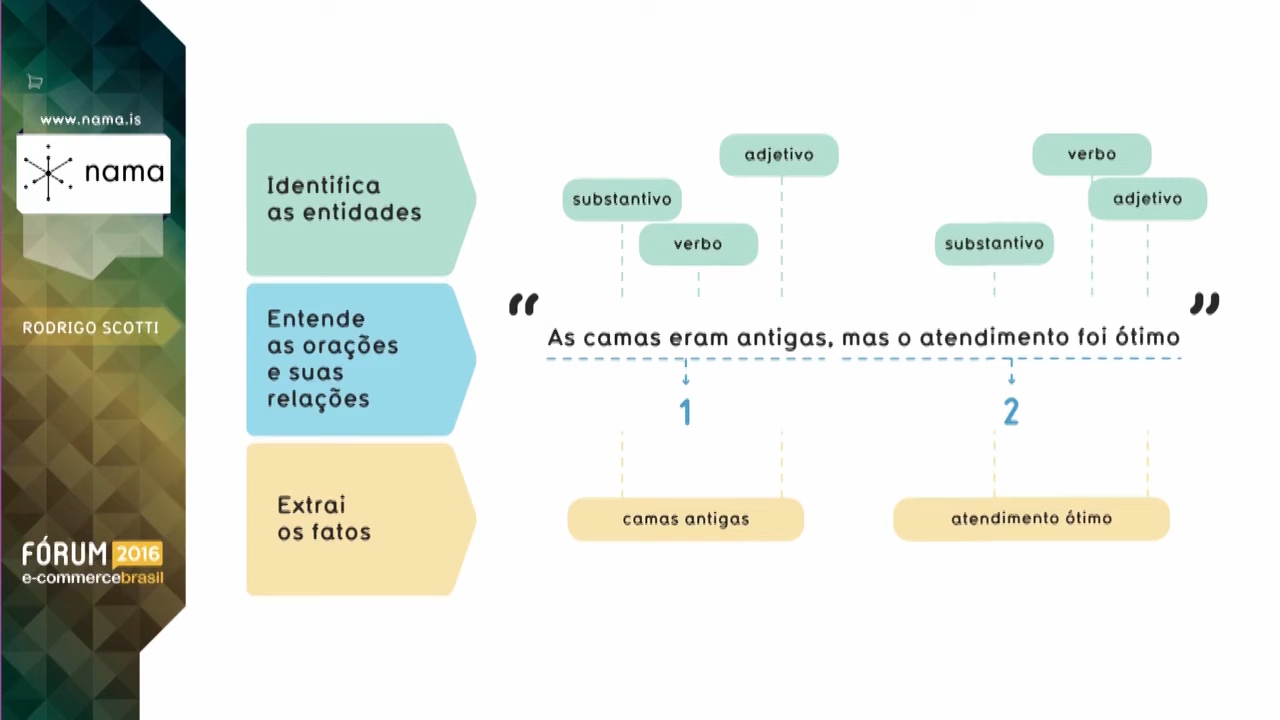 www.nama.is
nama
RODRIGO SCOTTI
FÓRUM 2016
e-commercebrasil
Identifica
as entidades
adjetivo
substantivo
verbo
verbo
adjetivo
substantivo
Entende
as orações
e suas
relações
“As camas eram antigas, mas o atendimento foi ótimo”
1
2
Extrai
os fatos
camas antigas
atendimento ótimo